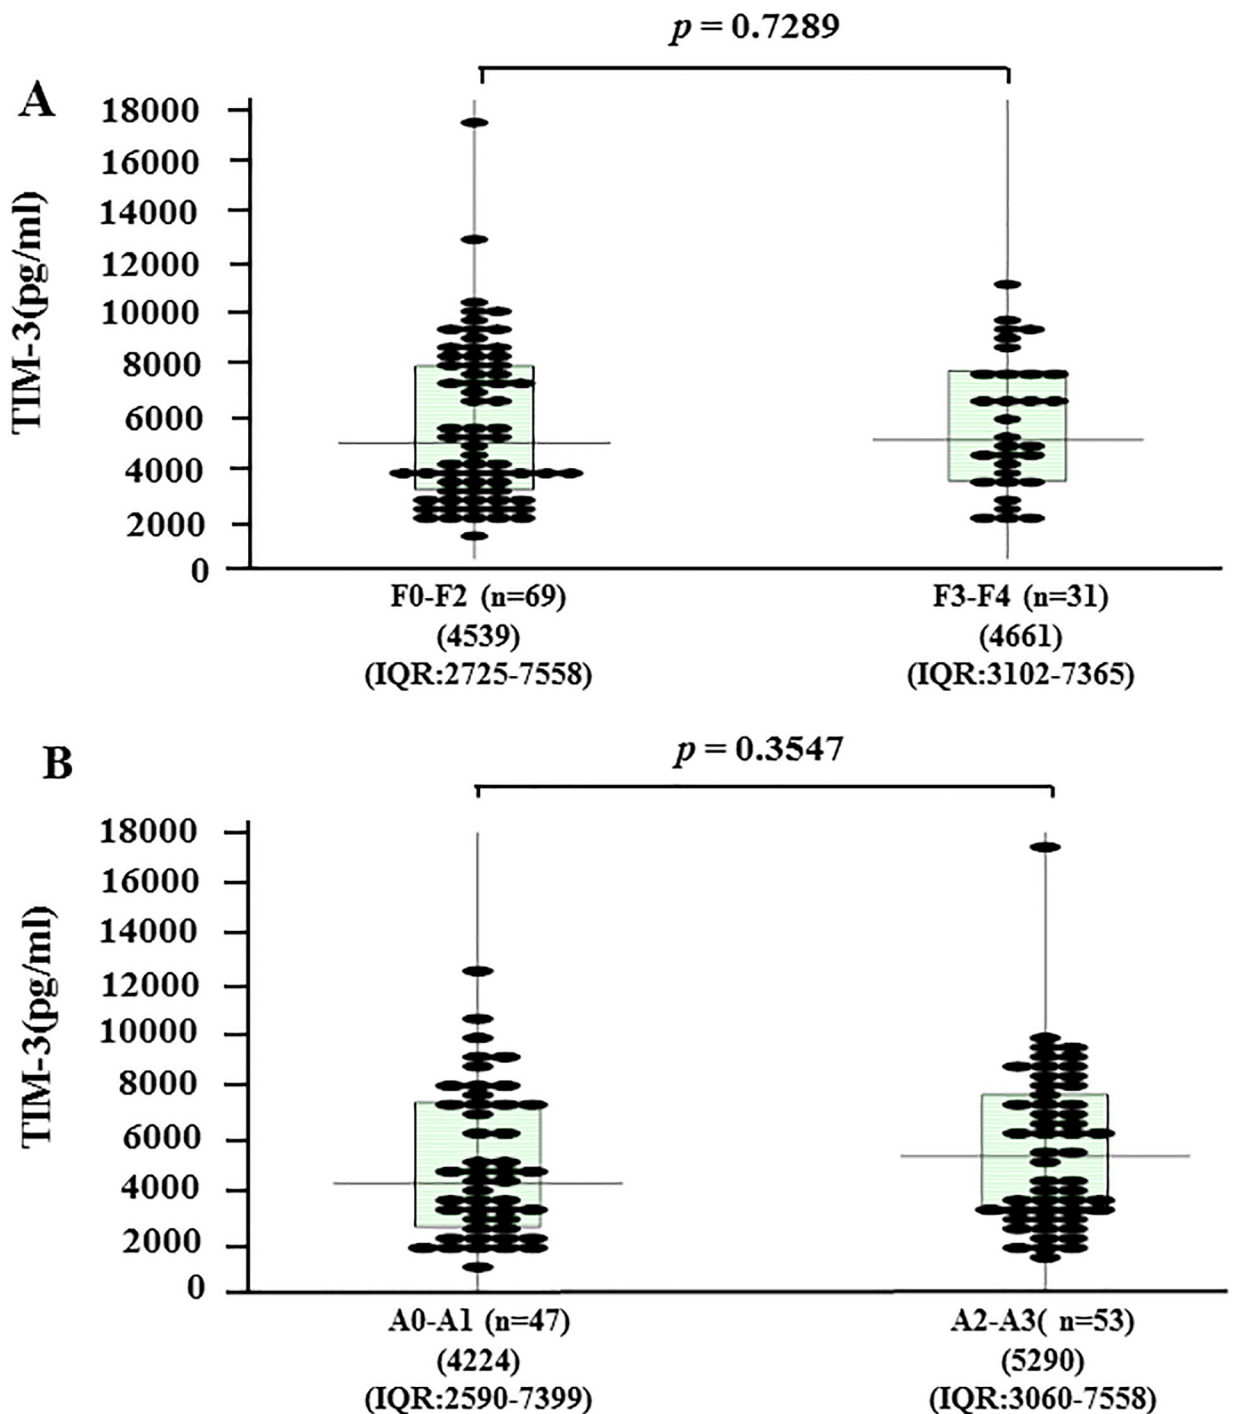 p = 0.7289
A
18000
16000
14000
12000
10000
8000
6000
4000
2000
0
TIM-3(pg/ml)
F0-F2 (n=69)
(4539)
(IQR:2725-7558)
F3-F4 (n=31)
(4661)
(IQR:3102-7365)
p = 0.3547
B
18000
16000
14000
12000
10000
8000
6000
4000
2000
0
TIM-3(pg/ml)
A0-A1 (n=47)
(4224)
(IQR:2590-7399)
A2-A3( n=53)
(5290)
(IQR:3060-7558)